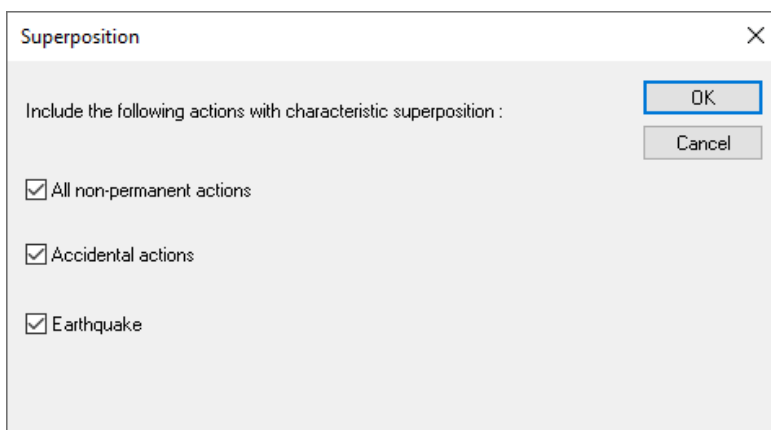 Superposition
OK
Include the following actions with characteristic superposition :
Cancel
All non-permanent actions
Accidental actions
Earthquake